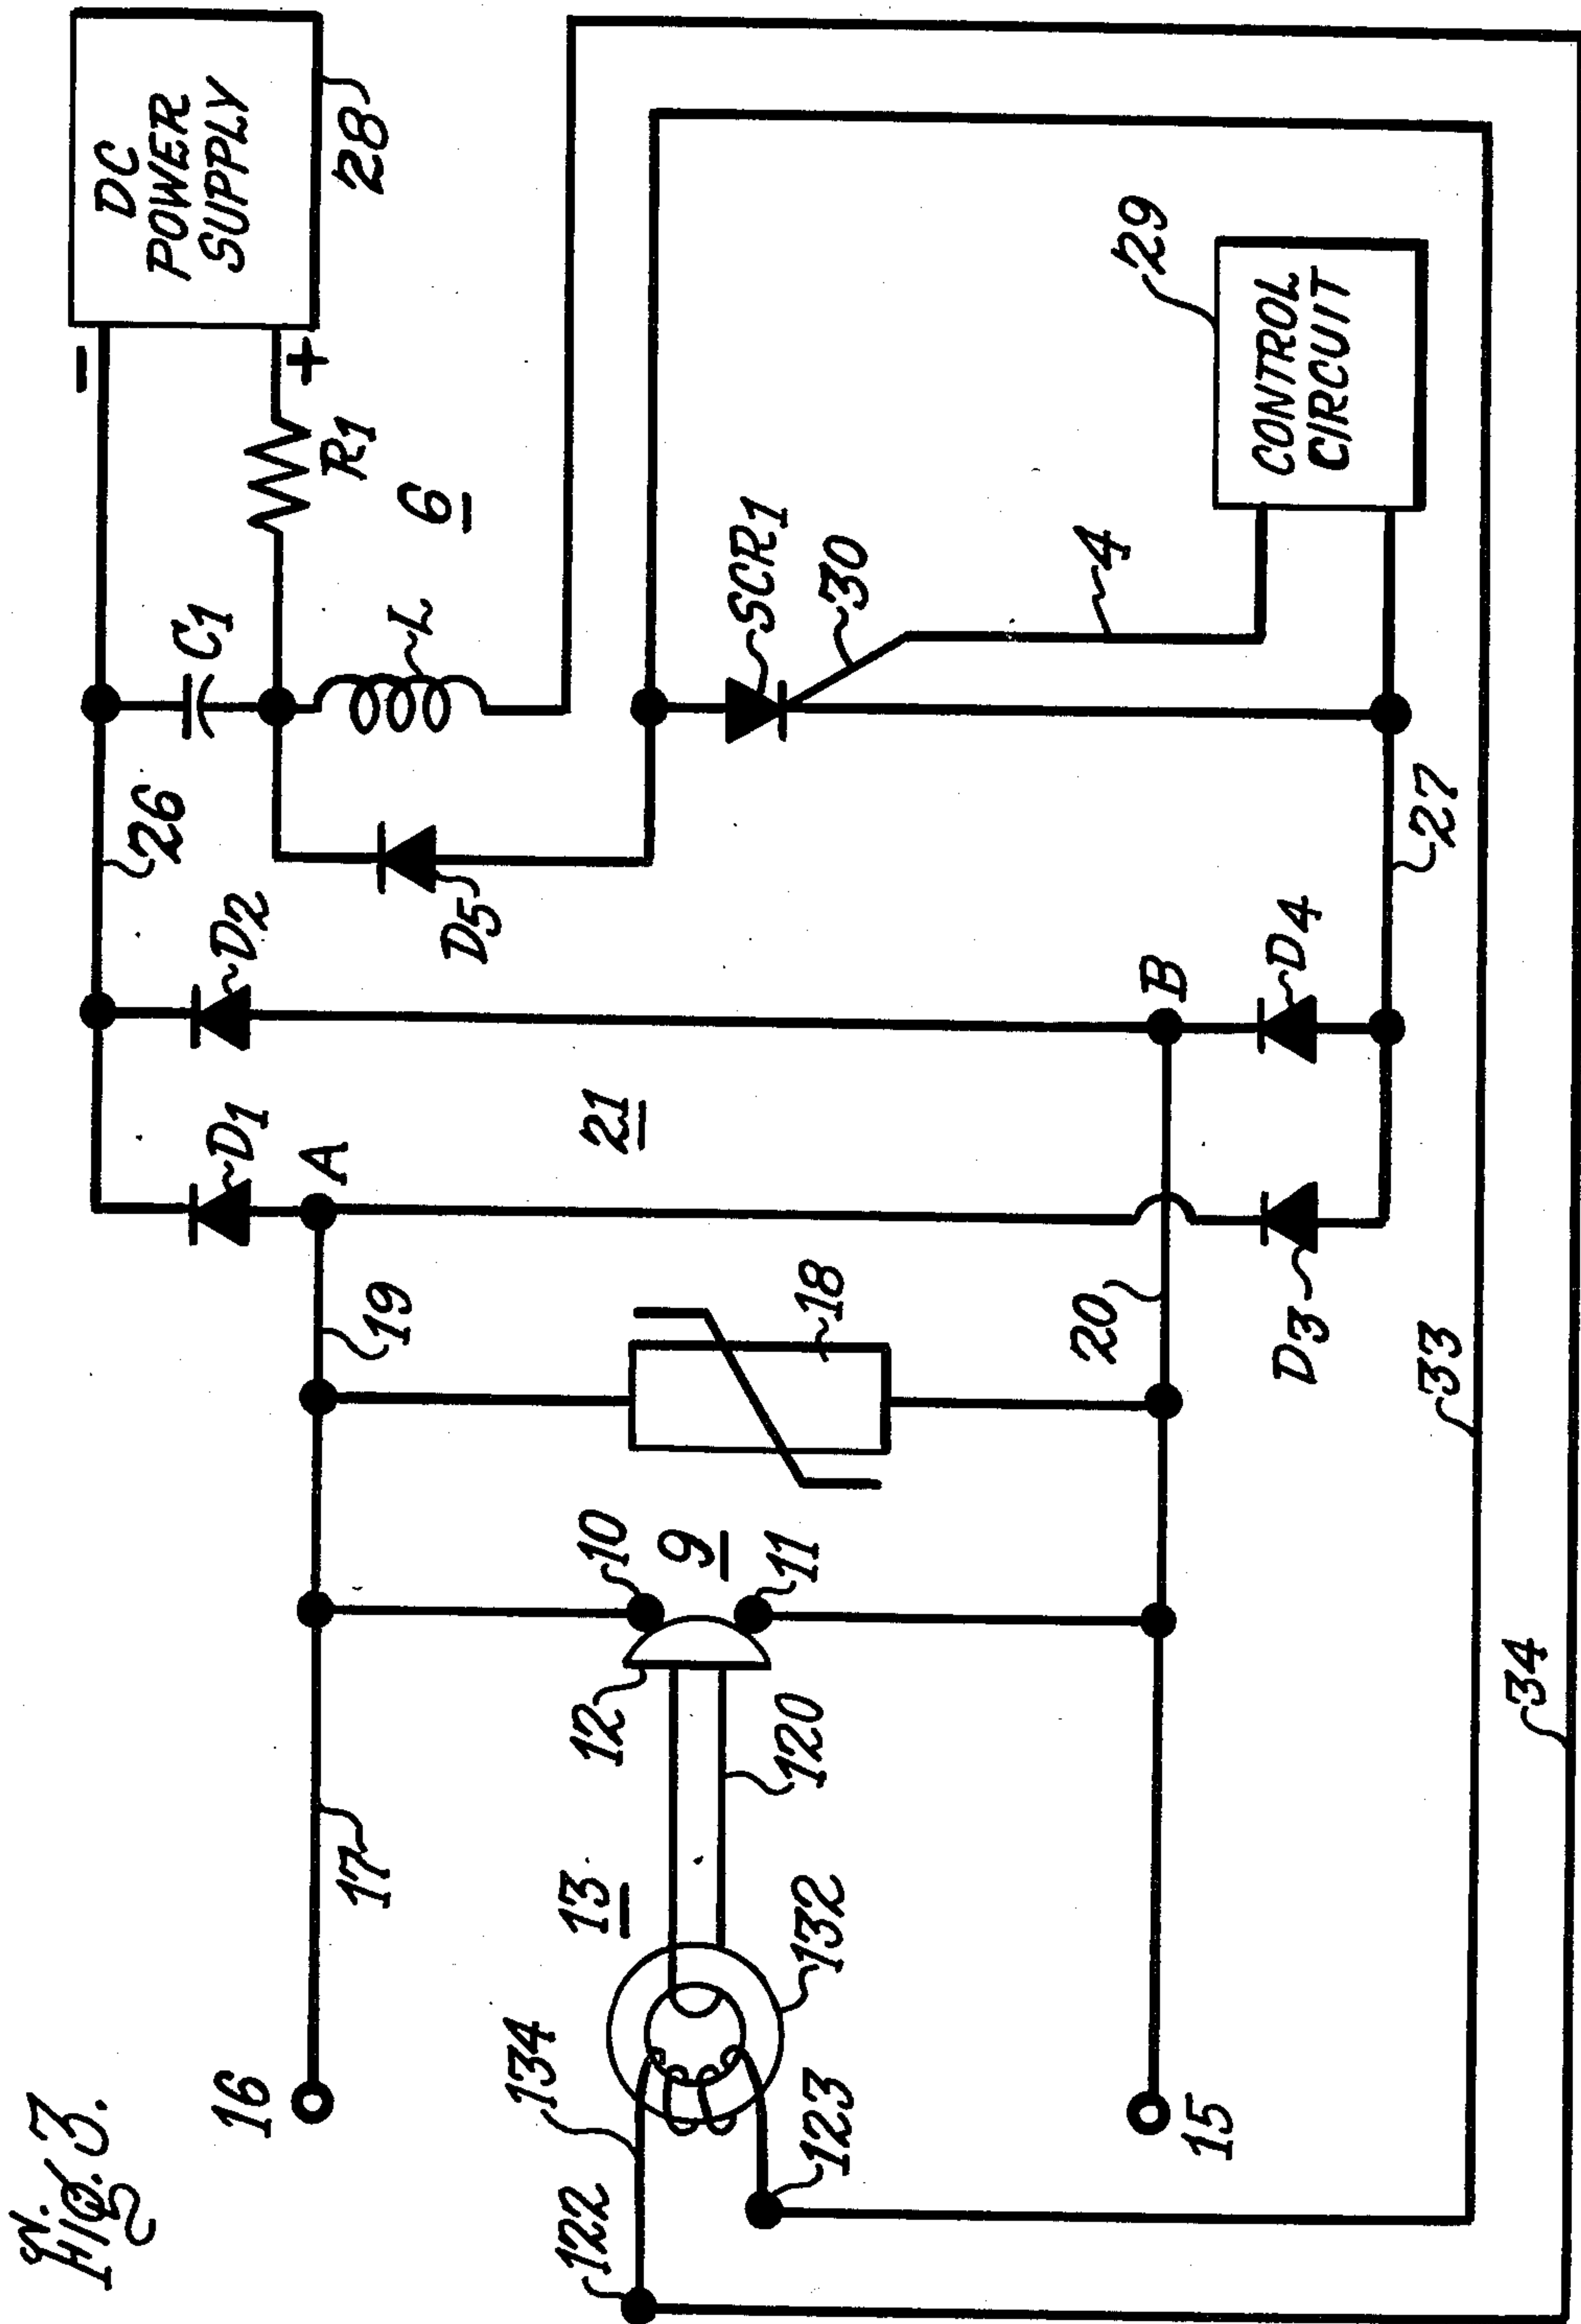 Fig. 3.
16
17
19
A
D1
D2
26
C1
R1
-
+
DC
POWER
SUPPLY
28
6
L
D5
SCR1
30
4
29
CONTROL
CIRCUIT
27
21
B
D4
D3
20
18
10
9
11
12
120
13
132
134
122
123
15
33
34